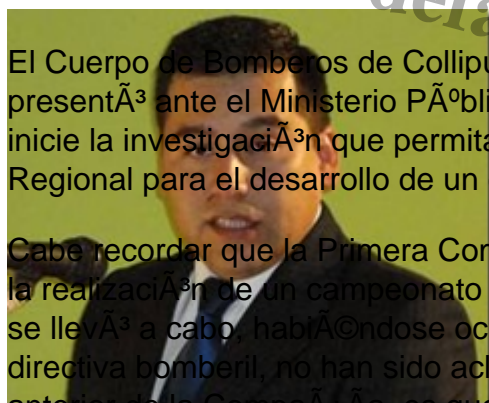 El Cuerpo de Bomberos de Collipu
presentÃ³ ante el Ministerio PÃºbli
inicie la investigaciÃ³n que permita
Regional para el desarrollo de un
Cabe recordar que la Primera Com
la realizaciÃ³n de un campeonato
se llevÃ³ a cabo, habiÃ©ndose oc
directiva bomberil, no han sido acl